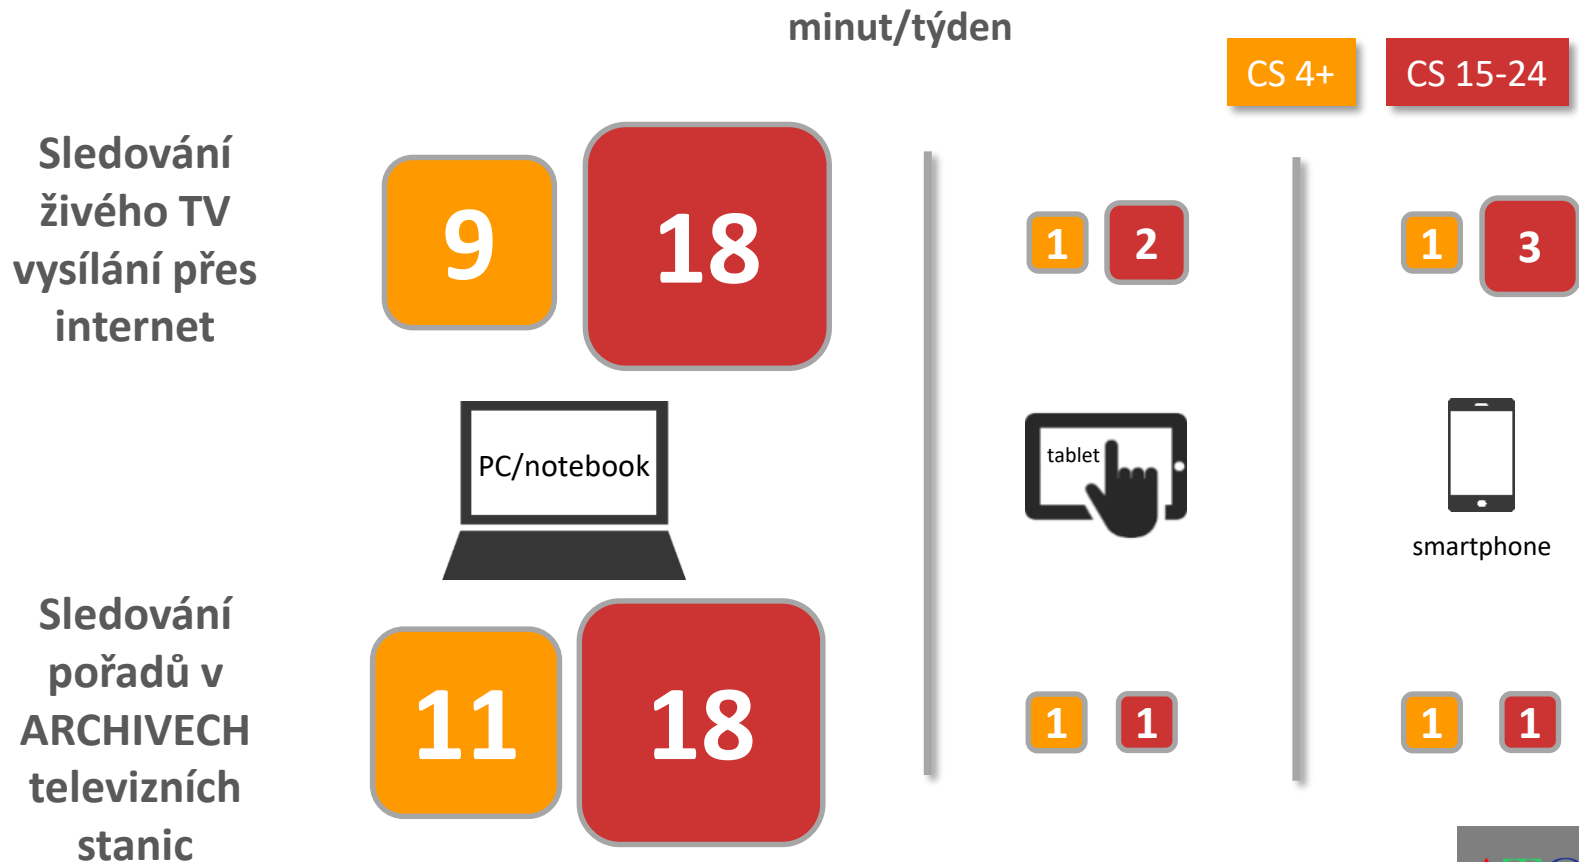 minut/týden
CS 4+
CS 15-24
Sledování
živého TV
vysílání přes
internet
9
18
1
2
1
3
PC/notebook
tablet
smartphone
Sledování
pořadů v
ARCHIVECH
televizních
stanic
11
18
1
1
1
1